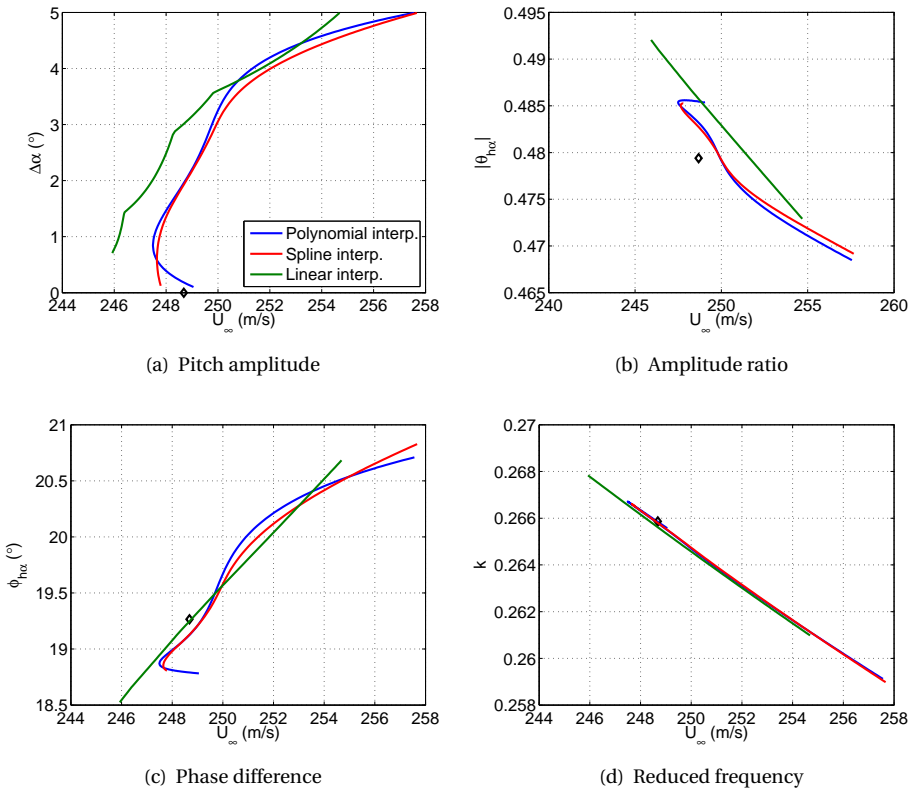 5
4
3
2
1
0
Δα (°)
244 246 248 250 252 254 256 258
U∞ (m/s)
Polynomial interp.
Spline interp.
Linear interp.
(a) Pitch amplitude
0.495
0.49
0.485
0.48
0.475
0.47
0.465
|θhα|
240 245 250 255 260
U∞ (m/s)
(b) Amplitude ratio
21
20.5
20
19.5
19
18.5
ϕhα (°)
244 246 248 250 252 254 256 258
U∞ (m/s)
(c) Phase difference
0.27
0.268
0.266
0.264
0.262
0.26
0.258
k
244 246 248 250 252 254 256 258
U∞ (m/s)
(d) Reduced frequency